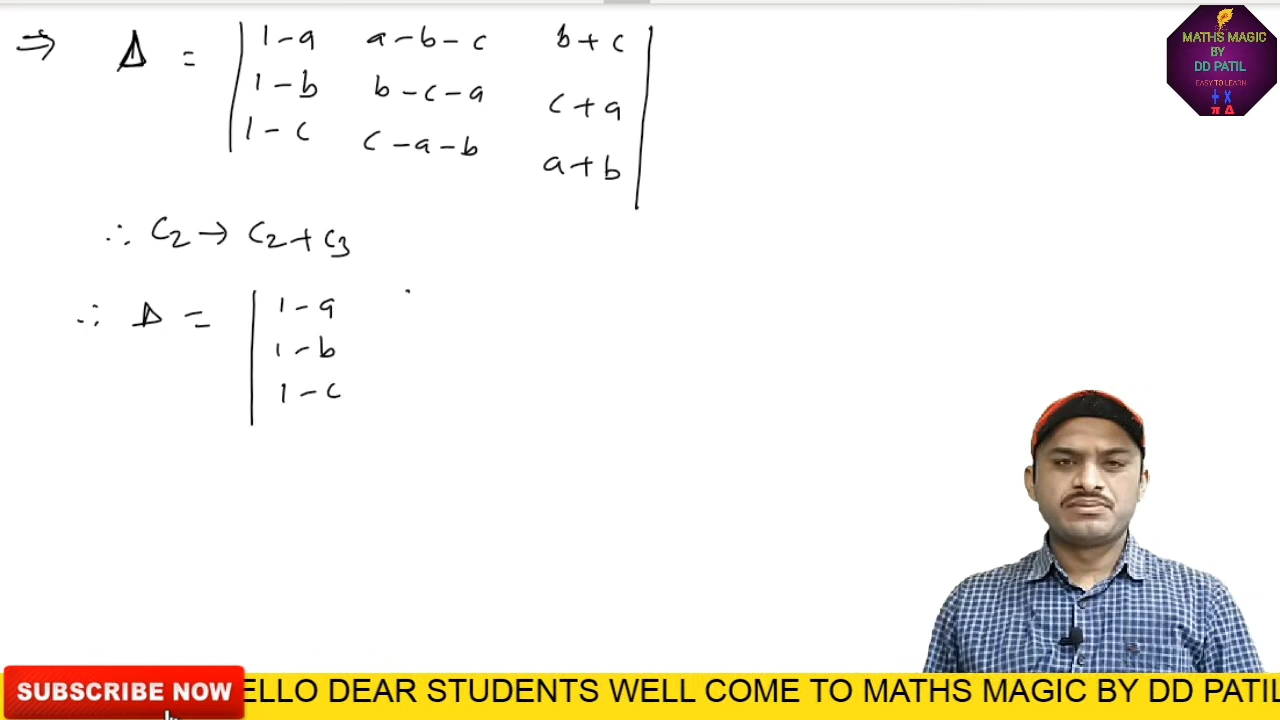 ⇒ Δ = | 1-a a-b-c b+c |
| 1-b b-c-a c+a |
| 1-c c-a-b a+b |
∴ C2 → C2+C3
∴ Δ = | 1-a
| 1-b
| 1-c
MATHS MAGIC
BY
DD PATIL
EASY TO LEARN
+ X
π Δ
SUBSCRIBE NOW
ELLO DEAR STUDENTS WELL COME TO MATHS MAGIC BY DD PATIL